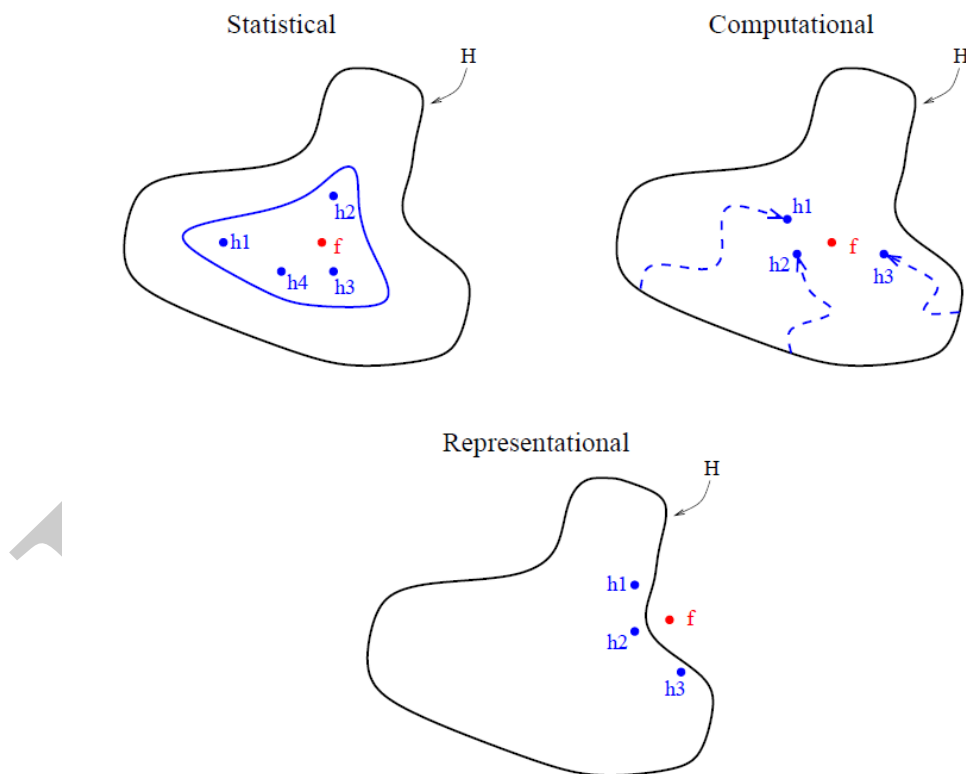 Statistical
H
h2
h1
f
h4
h3
Computational
H
h1
f
h2
h3
Representational
H
h1
f
h2
h3